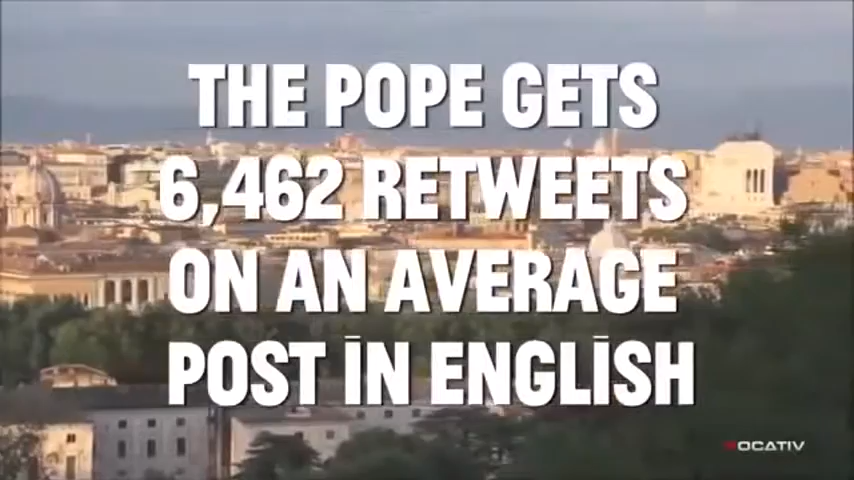 THE POPE GETS
6,462 RETWEETS
ON AN AVERAGE
POST IN ENGLISH
VOCATIV